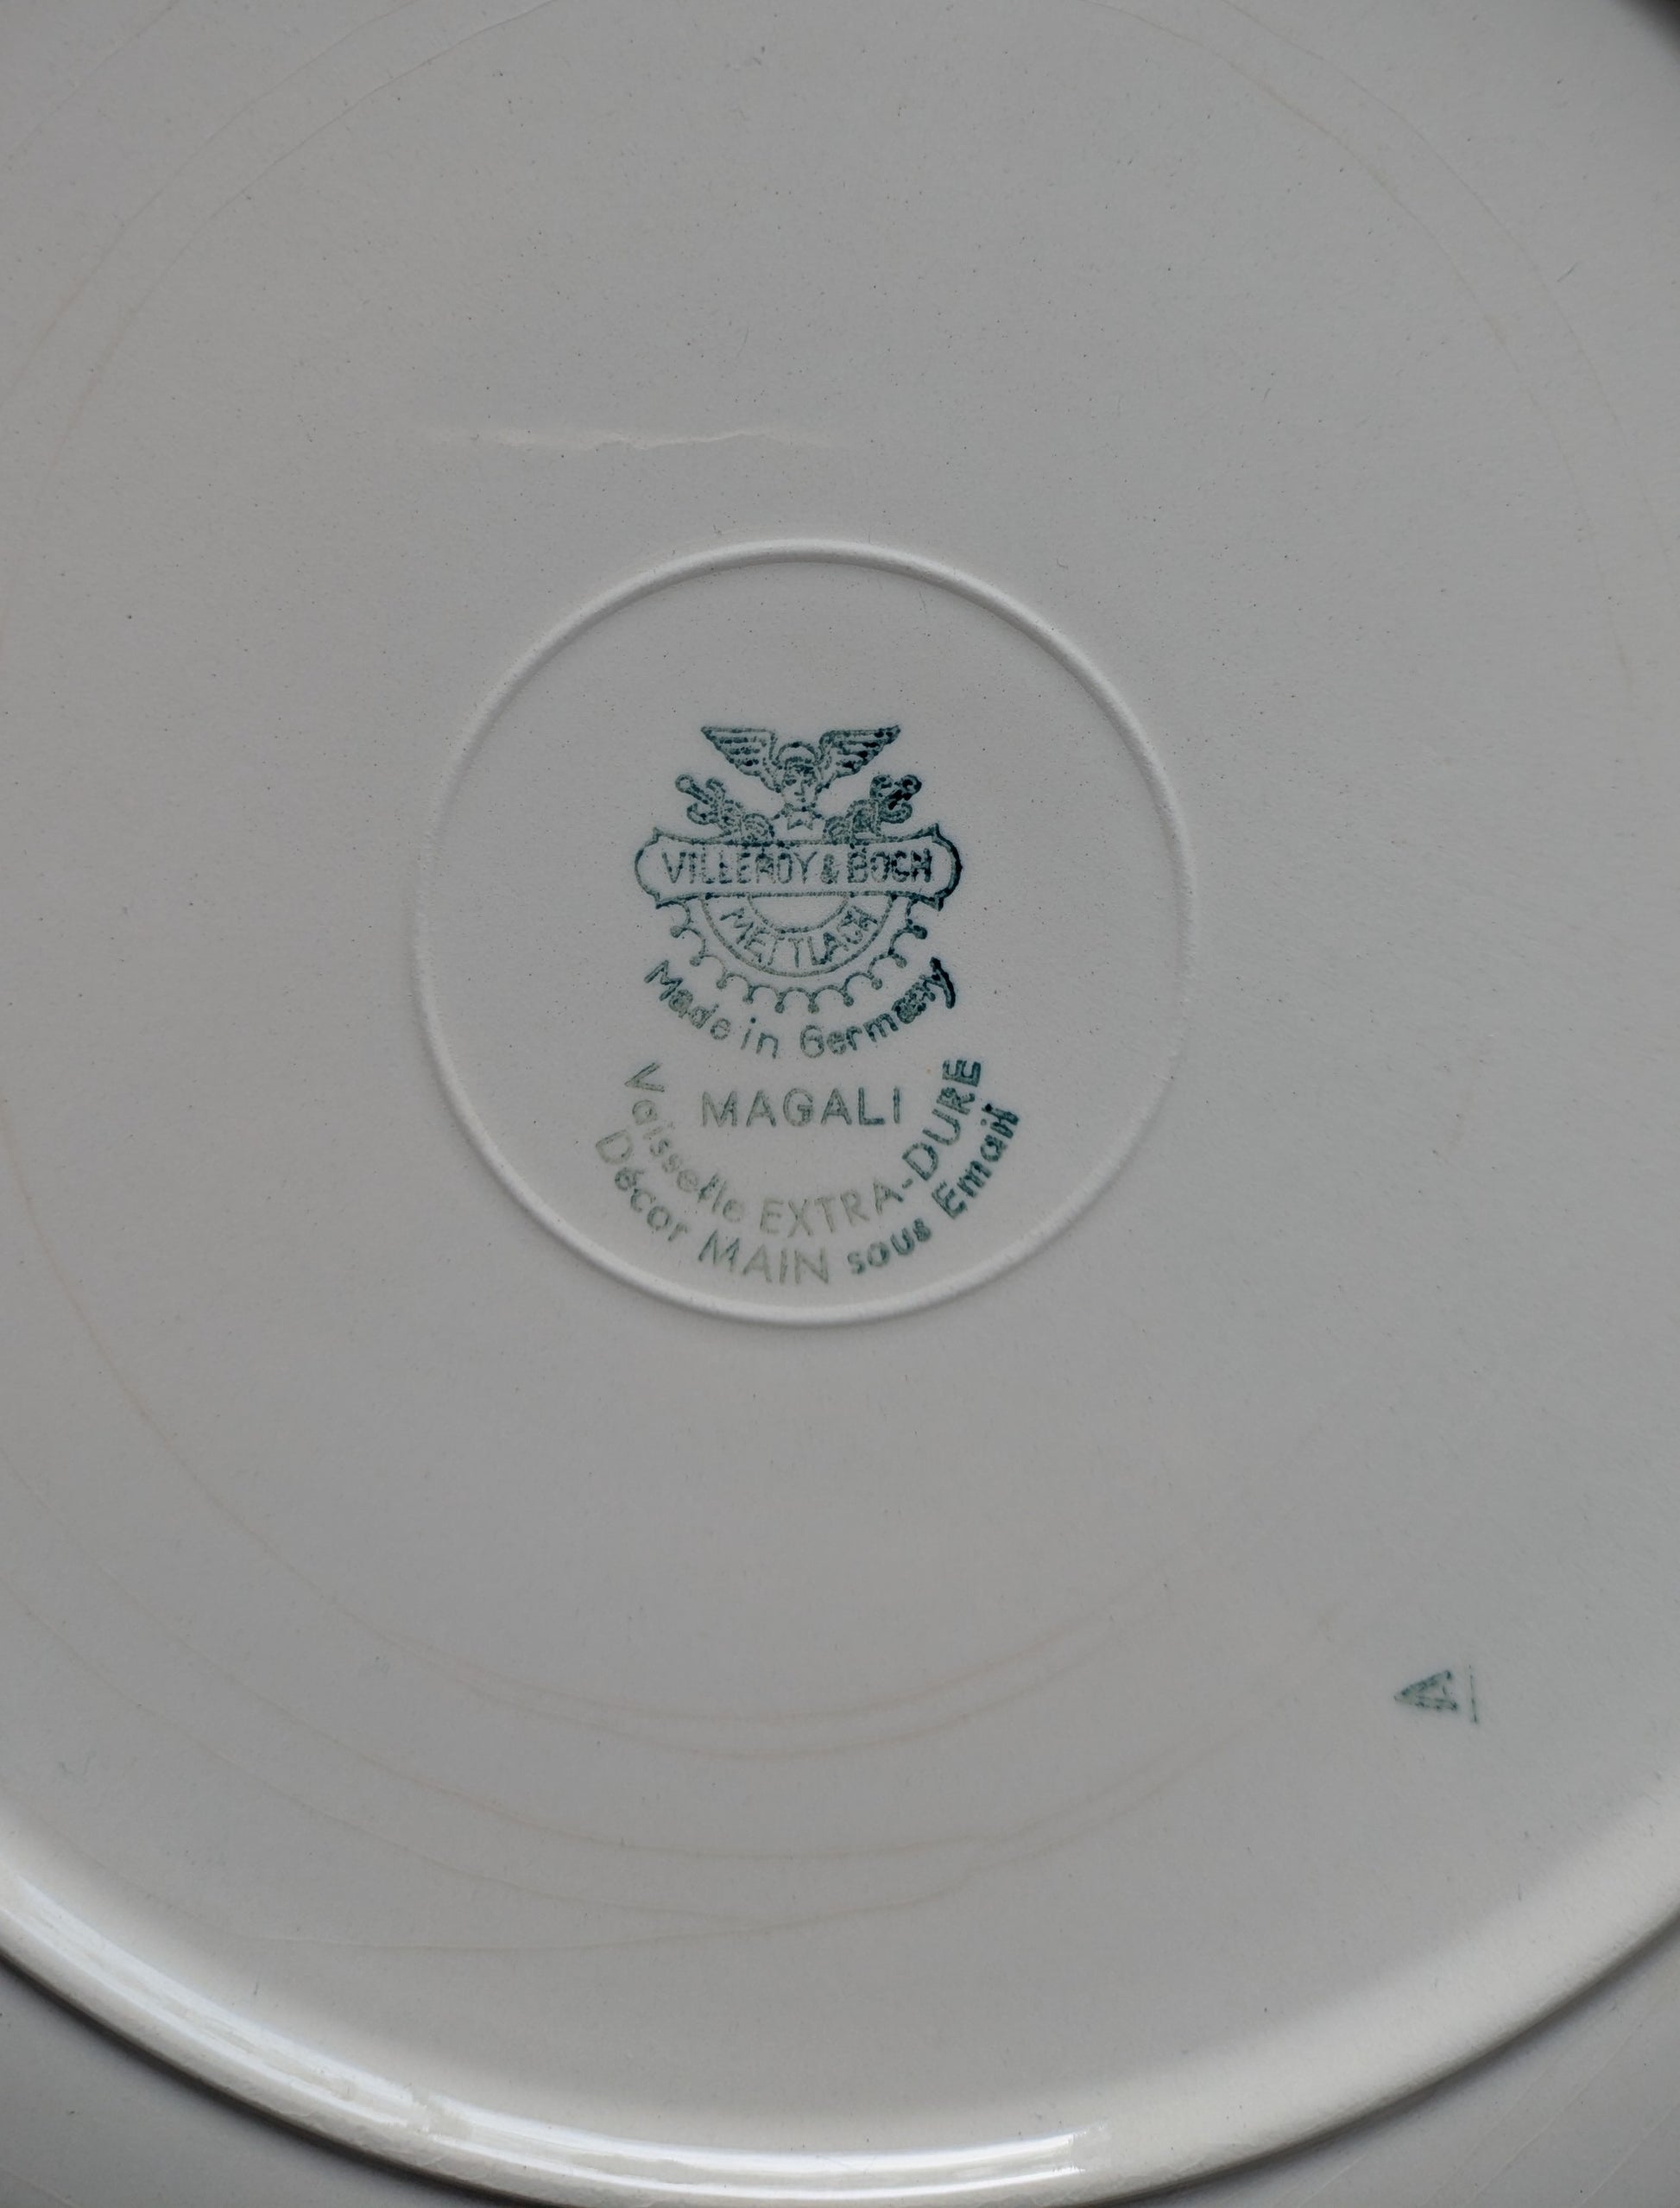 VILLEROY & BOCH
METTLACH
Made in Germany
MAGALI
Vaisselle EXTRA-DURE
Décor MAIN sous Email
A